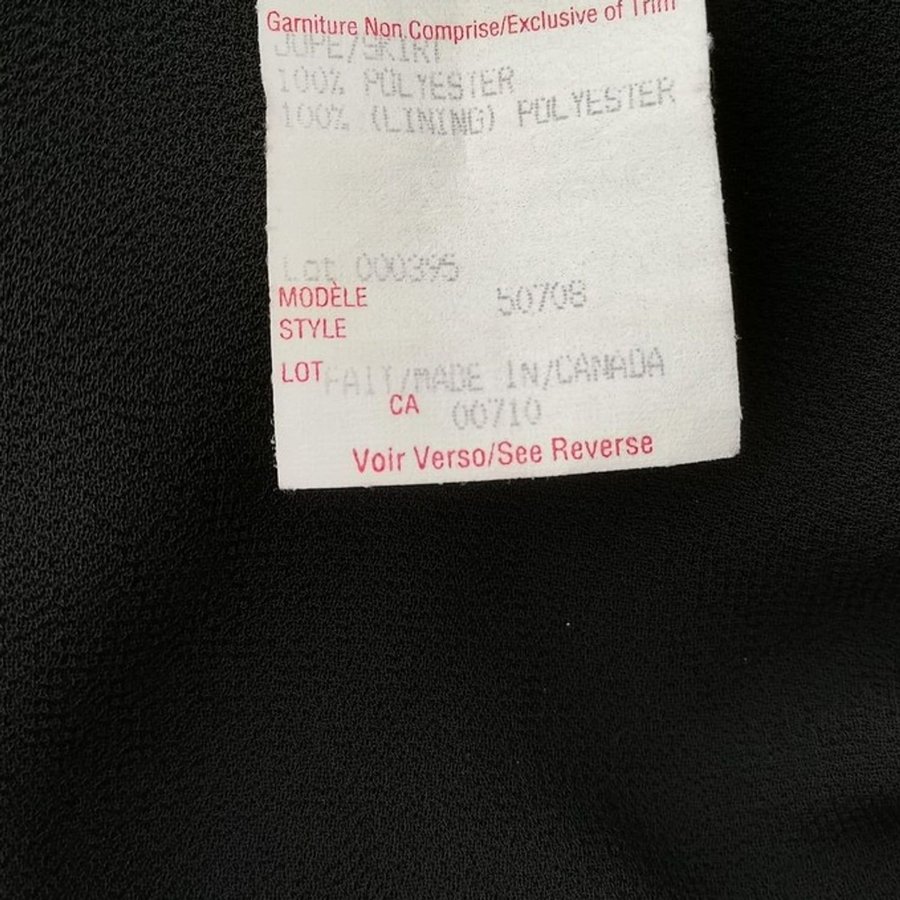 Garniture Non Comprise/Exclusive of Trim
JUPE/SKIRT
100% POLYESTER
100% (LINING) POLYESTER
Lot 000395
MODÈLE 50708
STYLE
LOT FAIT/MADE IN/CANADA
CA 00710
Voir Verso/See Reverse